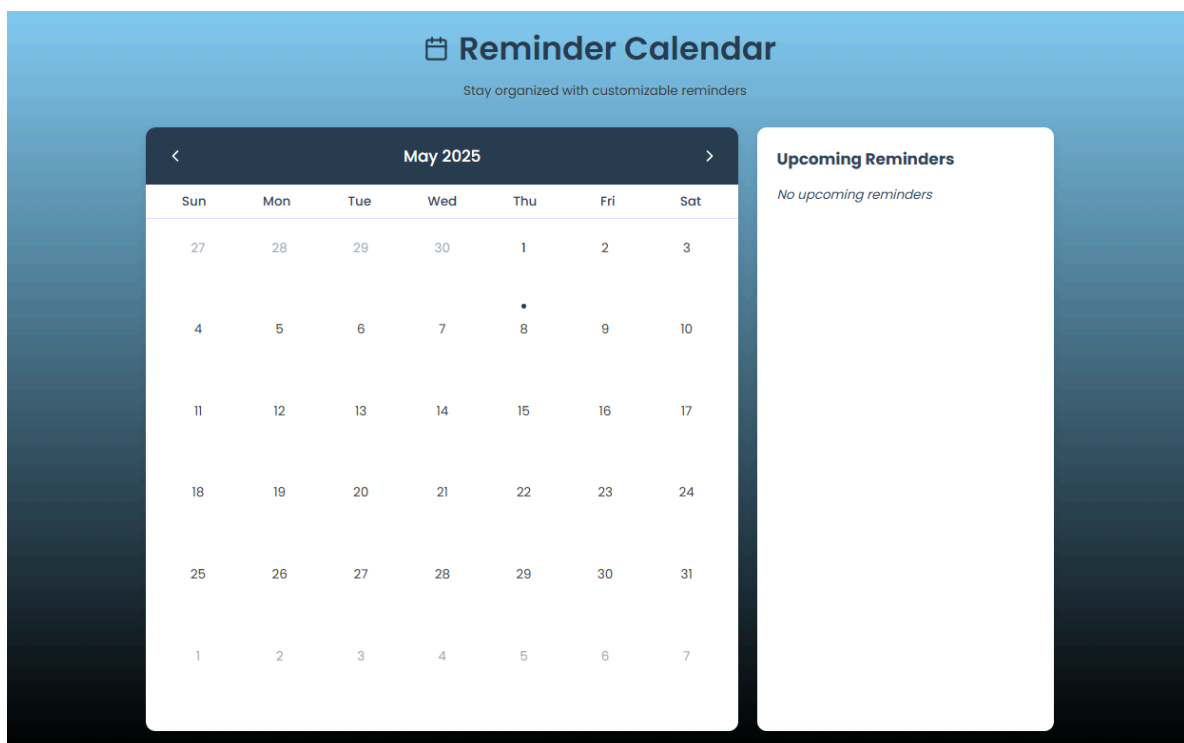 Reminder Calendar
Stay organized with customizable reminders
May 2025
Sun Mon Tue Wed Thu Fri Sat
27 28 29 30 1 2 3
4 5 6 7 8 9 10
11 12 13 14 15 16 17
18 19 20 21 22 23 24
25 26 27 28 29 30 31
1 2 3 4 5 6 7
Upcoming Reminders
No upcoming reminders